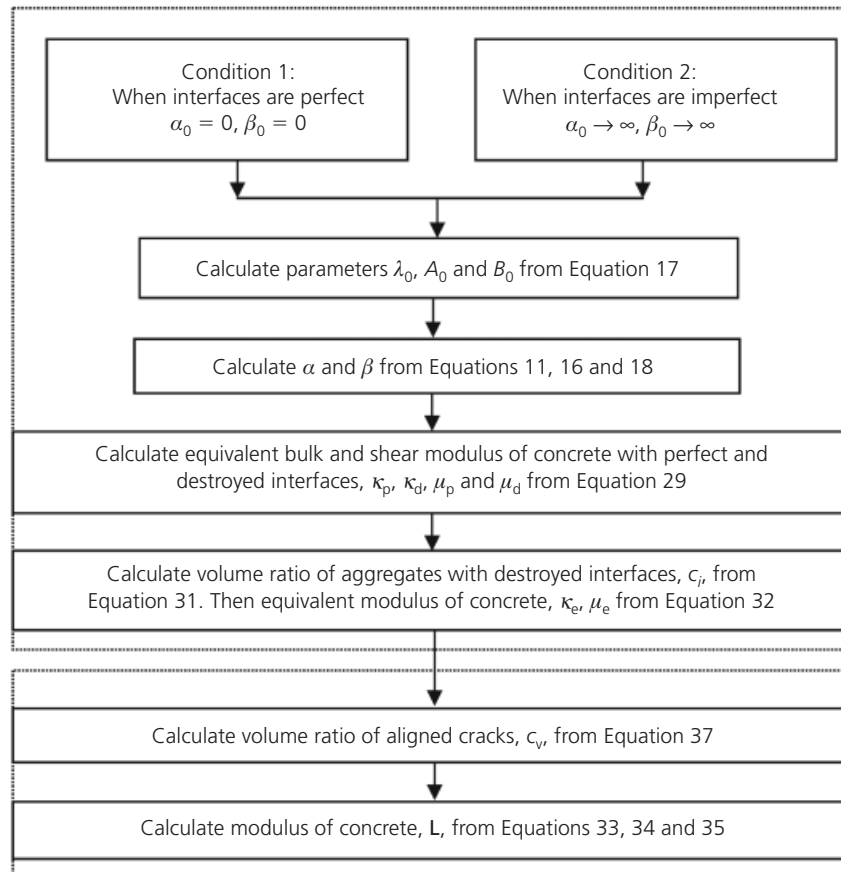 Condition 1:
When interfaces are perfect
α₀ = 0, β₀ = 0
Condition 2:
When interfaces are imperfect
α₀ → ∞, β₀ → ∞
Calculate parameters λ₀, A₀ and B₀ from Equation 17
Calculate α and β from Equations 11, 16 and 18
Calculate equivalent bulk and shear modulus of concrete with perfect and
destroyed interfaces, κₚ, κ_d, μₚ and μ_d from Equation 29
Calculate volume ratio of aggregates with destroyed interfaces, cᵢ, from
Equation 31. Then equivalent modulus of concrete, κₑ, μₑ from Equation 32
Calculate volume ratio of aligned cracks, cᵥ, from Equation 37
Calculate modulus of concrete, L, from Equations 33, 34 and 35